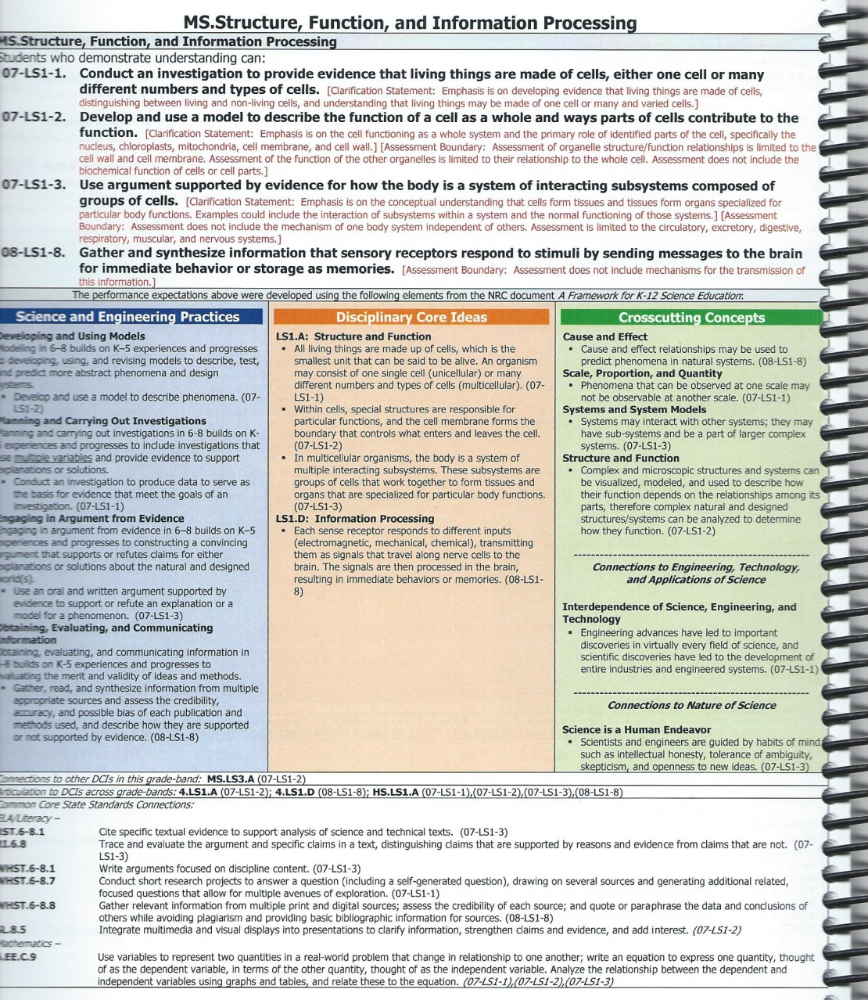 MS.Structure, Function, and Information Processing
MS.Structure, Function, and Information Processing
Students who demonstrate understanding can:
07-LS1-1. Conduct an investigation to provide evidence that living things are made of cells, either one cell or many
different numbers and types of cells. [Clarification Statement: Emphasis is on developing evidence that living things are made of cells,
distinguishing between living and non-living cells, and understanding that living things may be made of one cell or many and varied cells.]
07-LS1-2. Develop and use a model to describe the function of a cell as a whole and ways parts of cells contribute to the
function. [Clarification Statement: Emphasis is on the cell functioning as a whole system and the primary role of identified parts of the cell, specifically the
nucleus, chloroplasts, mitochondria, cell membrane, and cell wall.] [Assessment Boundary: Assessment of organelle structure/function relationships is limited to the
cell wall and cell membrane. Assessment of the function of the other organelles is limited to their relationship to the whole cell. Assessment does not include the
biochemical function of cells or cell parts.]
07-LS1-3. Use argument supported by evidence for how the body is a system of interacting subsystems composed of
groups of cells. [Clarification Statement: Emphasis is on the conceptual understanding that cells form tissues and tissues form organs specialized for
particular body functions. Examples could include the interaction of subsystems within a system and the normal functioning of those systems.] [Assessment
Boundary: Assessment does not include the mechanism of one body system independent of others. Assessment is limited to the circulatory, excretory, digestive,
respiratory, muscular, and nervous systems.]
08-LS1-8. Gather and synthesize information that sensory receptors respond to stimuli by sending messages to the brain
for immediate behavior or storage as memories. [Assessment Boundary: Assessment does not include mechanisms for the transmission of
this information.]
The performance expectations above were developed using the following elements from the NRC document A Framework for K-12 Science Education:
Science and Engineering Practices
Developing and Using Models
Modeling in 6–8 builds on K–5 experiences and progresses
to developing, using, and revising models to describe, test,
and predict more abstract phenomena and design
systems.
▪ Develop and use a model to describe phenomena. (07-
LS1-2)
Planning and Carrying Out Investigations
Planning and carrying out investigations in 6-8 builds on K-
experiences and progresses to include investigations that
use multiple variables and provide evidence to support
explanations or solutions.
▪ Conduct an investigation to produce data to serve as
the basis for evidence that meet the goals of an
investigation. (07-LS1-1)
Engaging in Argument from Evidence
Engaging in argument from evidence in 6–8 builds on K–5
experiences and progresses to constructing a convincing
argument that supports or refutes claims for either
explanations or solutions about the natural and designed
world(s).
▪ Use an oral and written argument supported by
evidence to support or refute an explanation or a
model for a phenomenon. (07-LS1-3)
Obtaining, Evaluating, and Communicating
Information
Obtaining, evaluating, and communicating information in
6–8 builds on K-5 experiences and progresses to
evaluating the merit and validity of ideas and methods.
▪ Gather, read, and synthesize information from multiple
appropriate sources and assess the credibility,
accuracy, and possible bias of each publication and
methods used, and describe how they are supported
or not supported by evidence. (08-LS1-8)
Disciplinary Core Ideas
LS1.A: Structure and Function
▪ All living things are made up of cells, which is the
smallest unit that can be said to be alive. An organism
may consist of one single cell (unicellular) or many
different numbers and types of cells (multicellular). (07-
LS1-1)
▪ Within cells, special structures are responsible for
particular functions, and the cell membrane forms the
boundary that controls what enters and leaves the cell.
(07-LS1-2)
▪ In multicellular organisms, the body is a system of
multiple interacting subsystems. These subsystems are
groups of cells that work together to form tissues and
organs that are specialized for particular body functions.
(07-LS1-3)
LS1.D: Information Processing
▪ Each sense receptor responds to different inputs
(electromagnetic, mechanical, chemical), transmitting
them as signals that travel along nerve cells to the
brain. The signals are then processed in the brain,
resulting in immediate behaviors or memories. (08-LS1-
8)
Crosscutting Concepts
Cause and Effect
▪ Cause and effect relationships may be used to
predict phenomena in natural systems. (08-LS1-8)
Scale, Proportion, and Quantity
▪ Phenomena that can be observed at one scale may
not be observable at another scale. (07-LS1-1)
Systems and System Models
▪ Systems may interact with other systems; they may
have sub-systems and be a part of larger complex
systems. (07-LS1-3)
Structure and Function
▪ Complex and microscopic structures and systems can
be visualized, modeled, and used to describe how
their function depends on the relationships among its
parts, therefore complex natural and designed
structures/systems can be analyzed to determine
how they function. (07-LS1-2)
Connections to Engineering, Technology,
and Applications of Science
Interdependence of Science, Engineering, and
Technology
▪ Engineering advances have led to important
discoveries in virtually every field of science, and
scientific discoveries have led to the development of
entire industries and engineered systems. (07-LS1-1)
Connections to Nature of Science
Science is a Human Endeavor
▪ Scientists and engineers are guided by habits of mind
such as intellectual honesty, tolerance of ambiguity,
skepticism, and openness to new ideas. (07-LS1-3)
Connections to other DCIs in this grade-band: MS.LS3.A (07-LS1-2)
Articulation to DCIs across grade-bands: 4.LS1.A (07-LS1-2); 4.LS1.D (08-LS1-8); HS.LS1.A (07-LS1-1),(07-LS1-2),(07-LS1-3),(08-LS1-8)
Common Core State Standards Connections:
ELA/Literacy –
RST.6-8.1 Cite specific textual evidence to support analysis of science and technical texts. (07-LS1-3)
RI.6.8 Trace and evaluate the argument and specific claims in a text, distinguishing claims that are supported by reasons and evidence from claims that are not. (07-
LS1-3)
WHST.6-8.1 Write arguments focused on discipline content. (07-LS1-3)
WHST.6-8.7 Conduct short research projects to answer a question (including a self-generated question), drawing on several sources and generating additional related,
focused questions that allow for multiple avenues of exploration. (07-LS1-1)
WHST.6-8.8 Gather relevant information from multiple print and digital sources; assess the credibility of each source; and quote or paraphrase the data and conclusions of
others while avoiding plagiarism and providing basic bibliographic information for sources. (08-LS1-8)
SL.8.5 Integrate multimedia and visual displays into presentations to clarify information, strengthen claims and evidence, and add interest. (07-LS1-2)
Mathematics –
.EE.C.9 Use variables to represent two quantities in a real-world problem that change in relationship to one another; write an equation to express one quantity, thought
of as the dependent variable, in terms of the other quantity, thought of as the independent variable. Analyze the relationship between the dependent and
independent variables using graphs and tables, and relate these to the equation. (07-LS1-1),(07-LS1-2),(07-LS1-3)